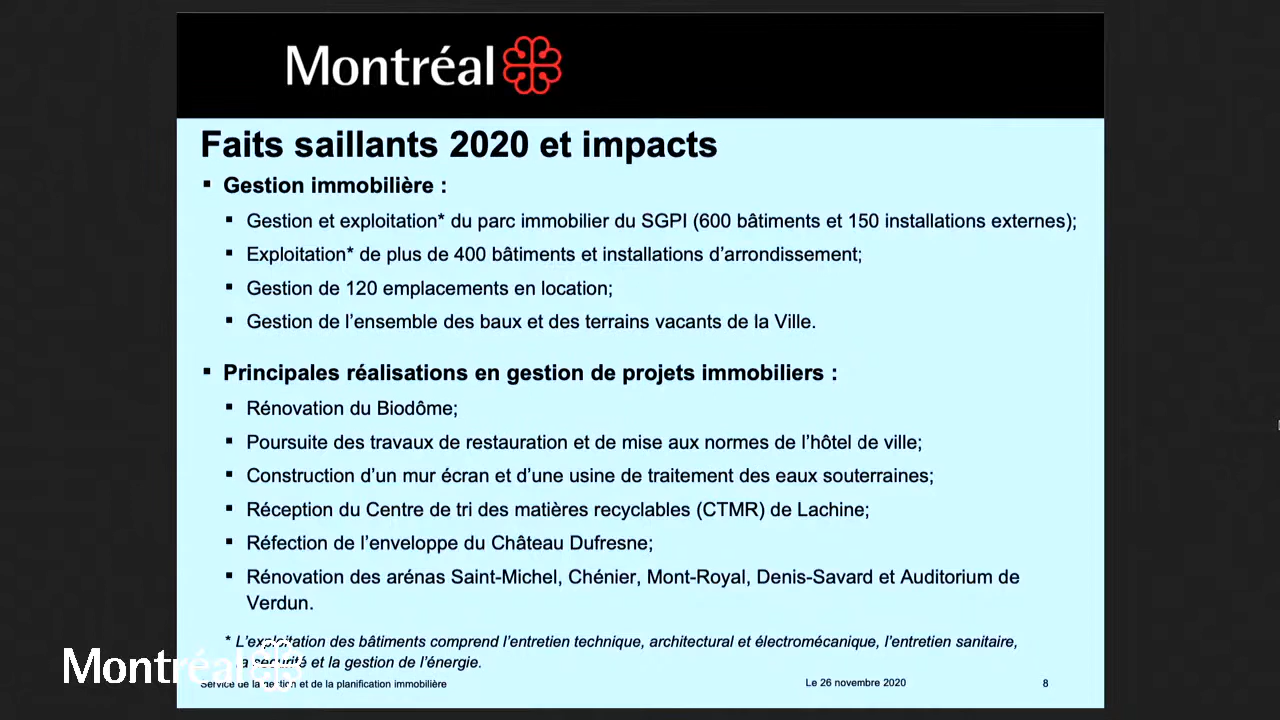 Montréal
Faits saillants 2020 et impacts
▪ Gestion immobilière :
▪ Gestion et exploitation* du parc immobilier du SGPI (600 bâtiments et 150 installations externes);
▪ Exploitation* de plus de 400 bâtiments et installations d’arrondissement;
▪ Gestion de 120 emplacements en location;
▪ Gestion de l’ensemble des baux et des terrains vacants de la Ville.
▪ Principales réalisations en gestion de projets immobiliers :
▪ Rénovation du Biodôme;
▪ Poursuite des travaux de restauration et de mise aux normes de l’hôtel de ville;
▪ Construction d’un mur écran et d’une usine de traitement des eaux souterraines;
▪ Réception du Centre de tri des matières recyclables (CTMR) de Lachine;
▪ Réfection de l’enveloppe du Château Dufresne;
▪ Rénovation des arénas Saint-Michel, Chénier, Mont-Royal, Denis-Savard et Auditorium de
Verdun.
* L’exploitation des bâtiments comprend l’entretien technique, architectural et électromécanique, l’entretien sanitaire,
la sécurité et la gestion de l’énergie.
Montréal
Service de la gestion et de la planification immobilière
Le 26 novembre 2020
8